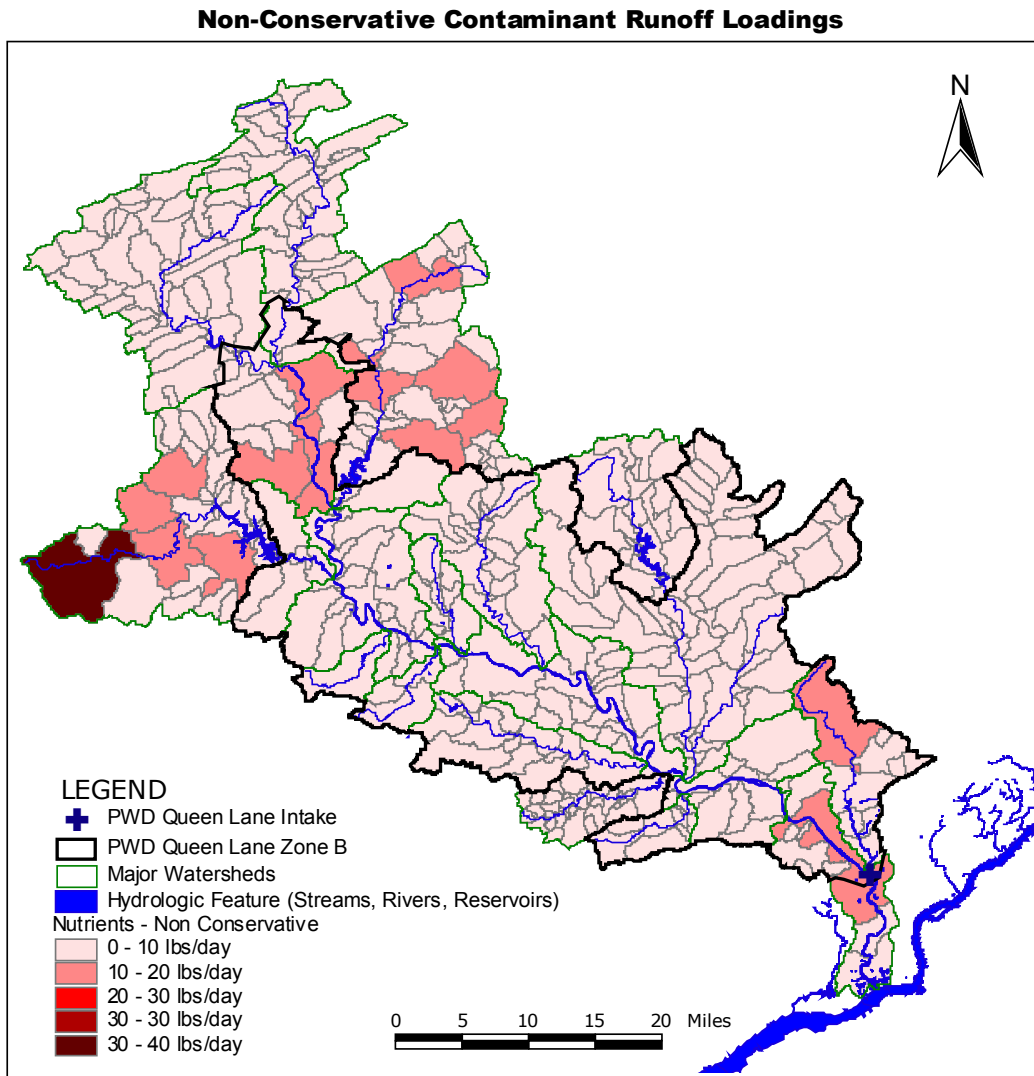 Non-Conservative Contaminant Runoff Loadings
N
LEGEND
PWD Queen Lane Intake
PWD Queen Lane Zone B
Major Watersheds
Hydrologic Feature (Streams, Rivers, Reservoirs)
Nutrients - Non Conservative
0 - 10 lbs/day
10 - 20 lbs/day
20 - 30 lbs/day
30 - 30 lbs/day
30 - 40 lbs/day
0 5 10 15 20 Miles